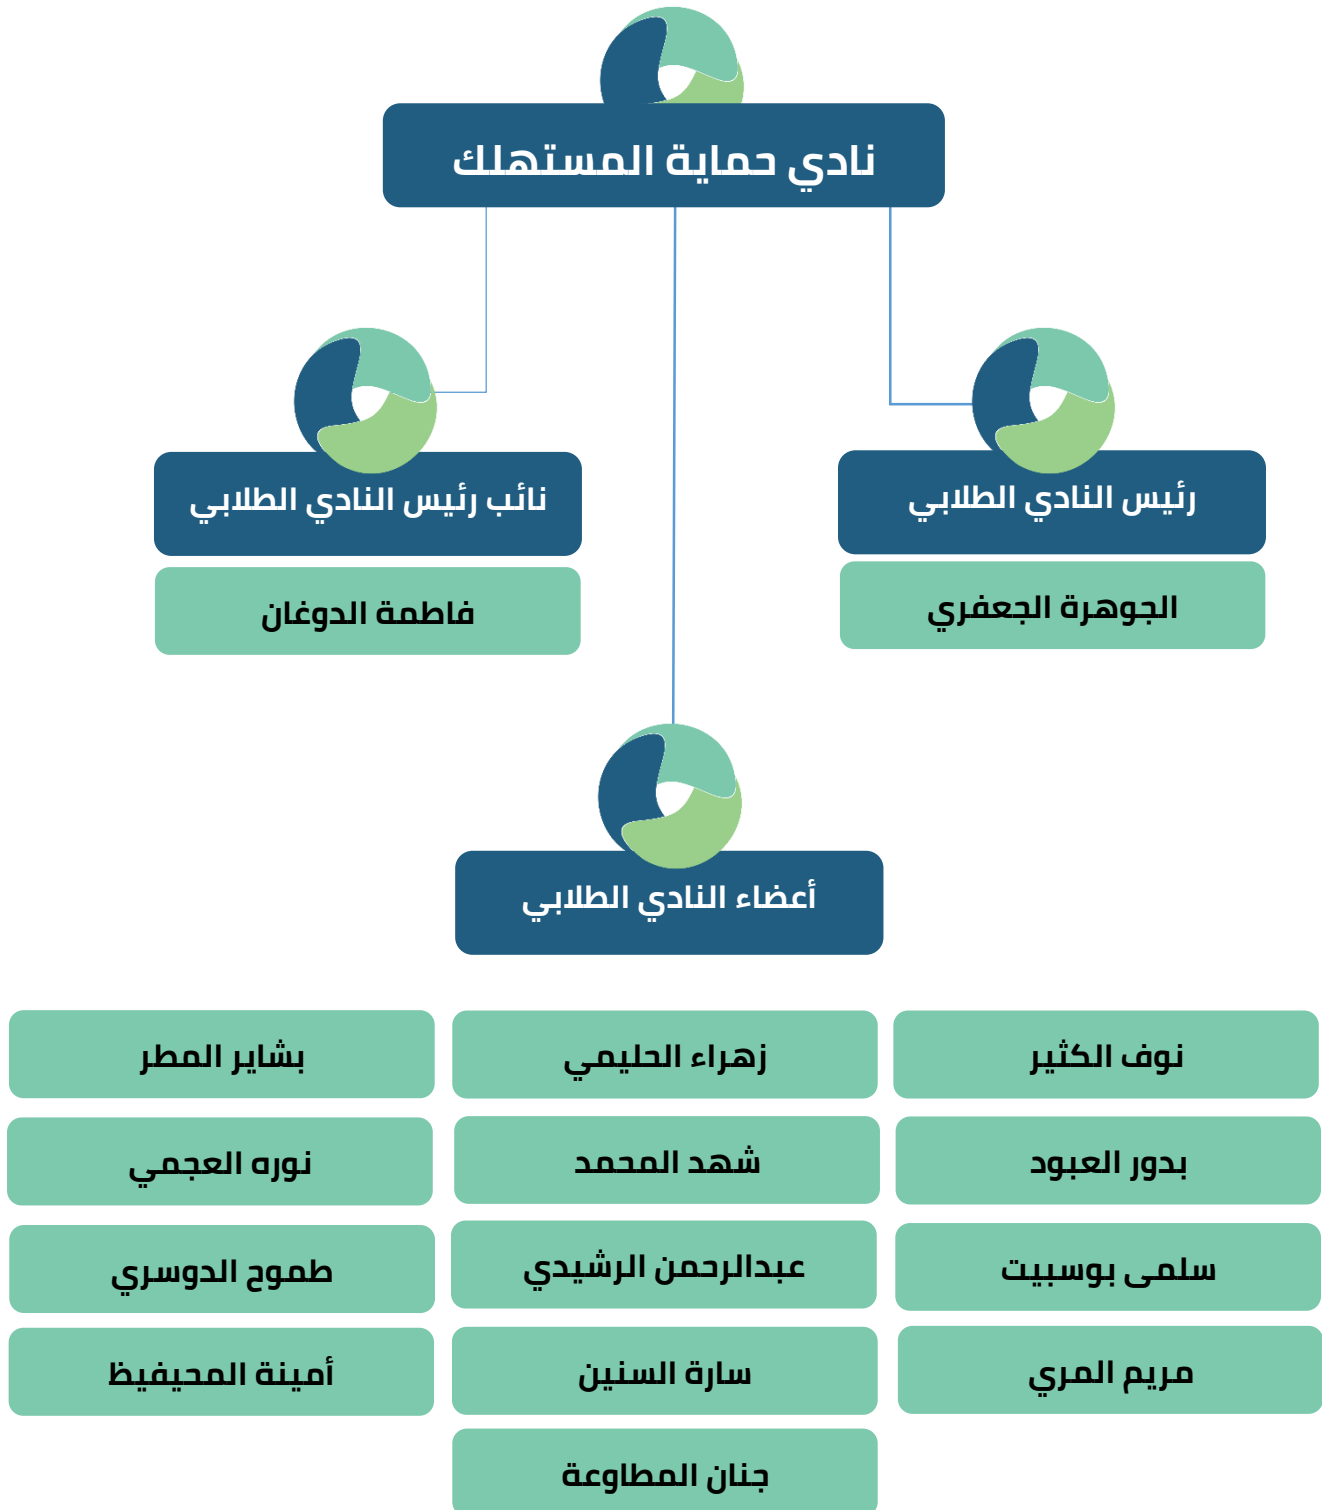 نادي حماية المستهلك
رئيس النادي الطلابي
الجوهرة الجعفري
نائب رئيس النادي الطلابي
فاطمة الدوغان
أعضاء النادي الطلابي
نوف الكثير
زهراء الحليمي
بشاير المطر
بدور العبود
شهد المحمد
نوره العجمي
سلمى بوسبيت
عبدالرحمن الرشيدي
طموح الدوسري
مريم المري
سارة السنين
أمينة المحيفيظ
جنان المطاوعة